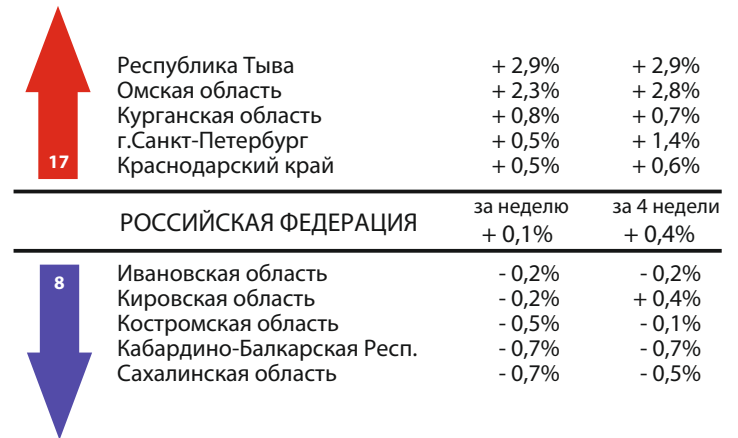 Республика Тыва + 2,9% + 2,9%
Омская область + 2,3% + 2,8%
Курганская область + 0,8% + 0,7%
г.Санкт-Петербург + 0,5% + 1,4%
17 Краснодарский край + 0,5% + 0,6%
за неделю за 4 недели
РОССИЙСКАЯ ФЕДЕРАЦИЯ + 0,1% + 0,4%
8 Ивановская область - 0,2% - 0,2%
Кировская область - 0,2% + 0,4%
Костромская область - 0,5% - 0,1%
Кабардино-Балкарская Респ. - 0,7% - 0,7%
Сахалинская область - 0,7% - 0,5%